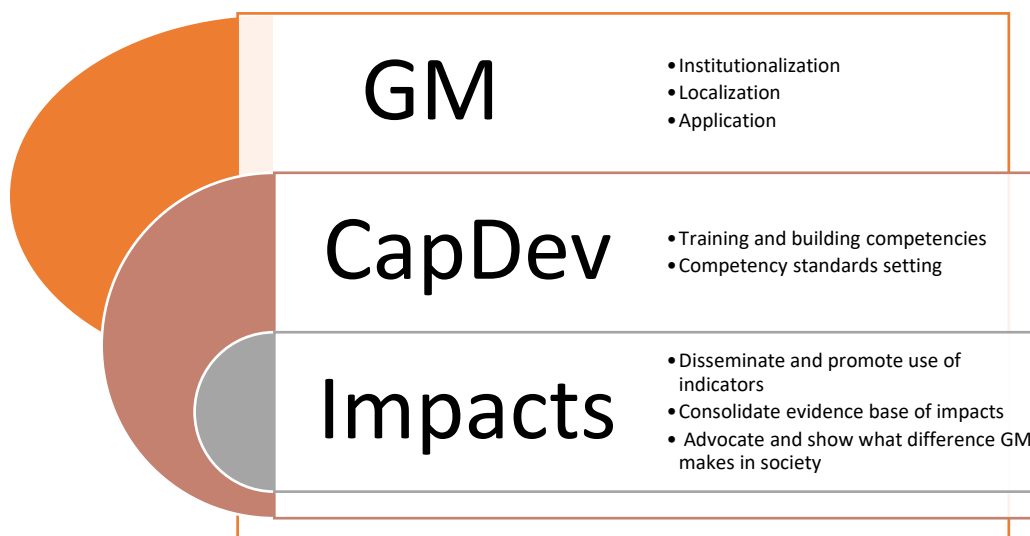 GM
•Institutionalization
•Localization
•Application
CapDev
•Training and building competencies
•Competency standards setting
Impacts
•Disseminate and promote use of
indicators
•Consolidate evidence base of impacts
• Advocate and show what difference GM
makes in society